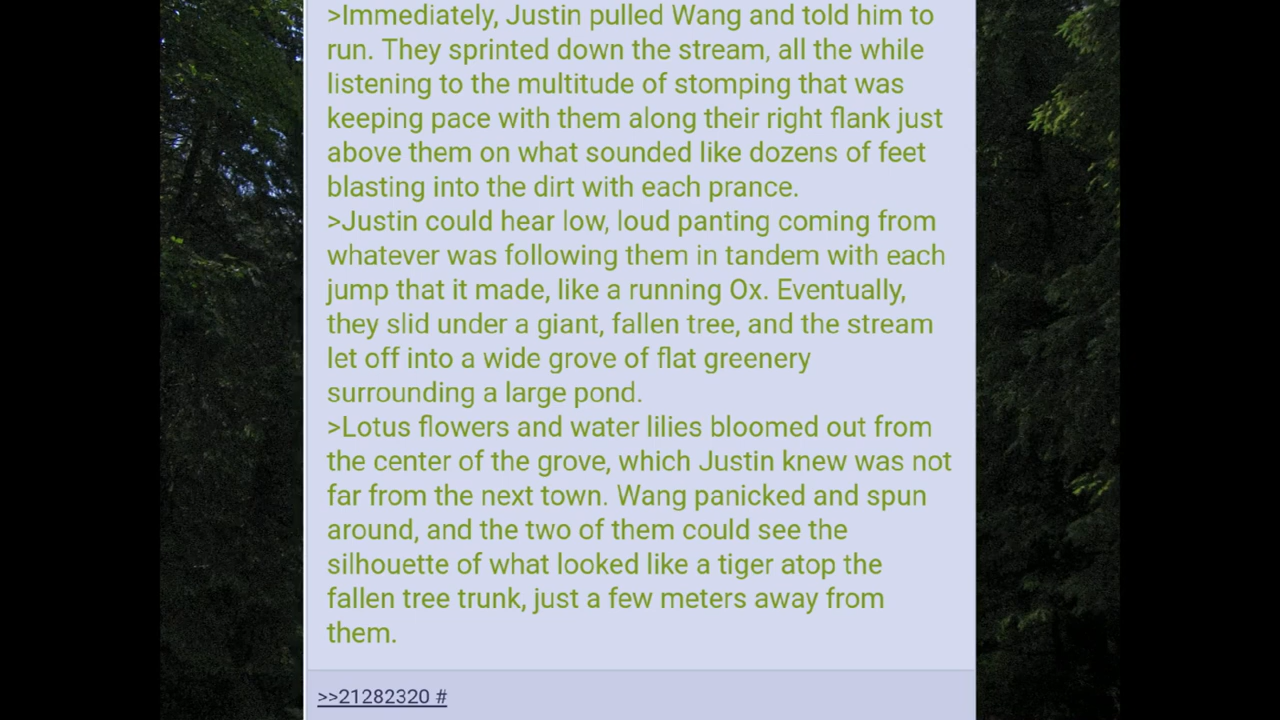 >Immediately, Justin pulled Wang and told him to
run. They sprinted down the stream, all the while
listening to the multitude of stomping that was
keeping pace with them along their right flank just
above them on what sounded like dozens of feet
blasting into the dirt with each prance.
>Justin could hear low, loud panting coming from
whatever was following them in tandem with each
jump that it made, like a running Ox. Eventually,
they slid under a giant, fallen tree, and the stream
let off into a wide grove of flat greenery
surrounding a large pond.
>Lotus flowers and water lilies bloomed out from
the center of the grove, which Justin knew was not
far from the next town. Wang panicked and spun
around, and the two of them could see the
silhouette of what looked like a tiger atop the
fallen tree trunk, just a few meters away from
them.
>>21282320 #